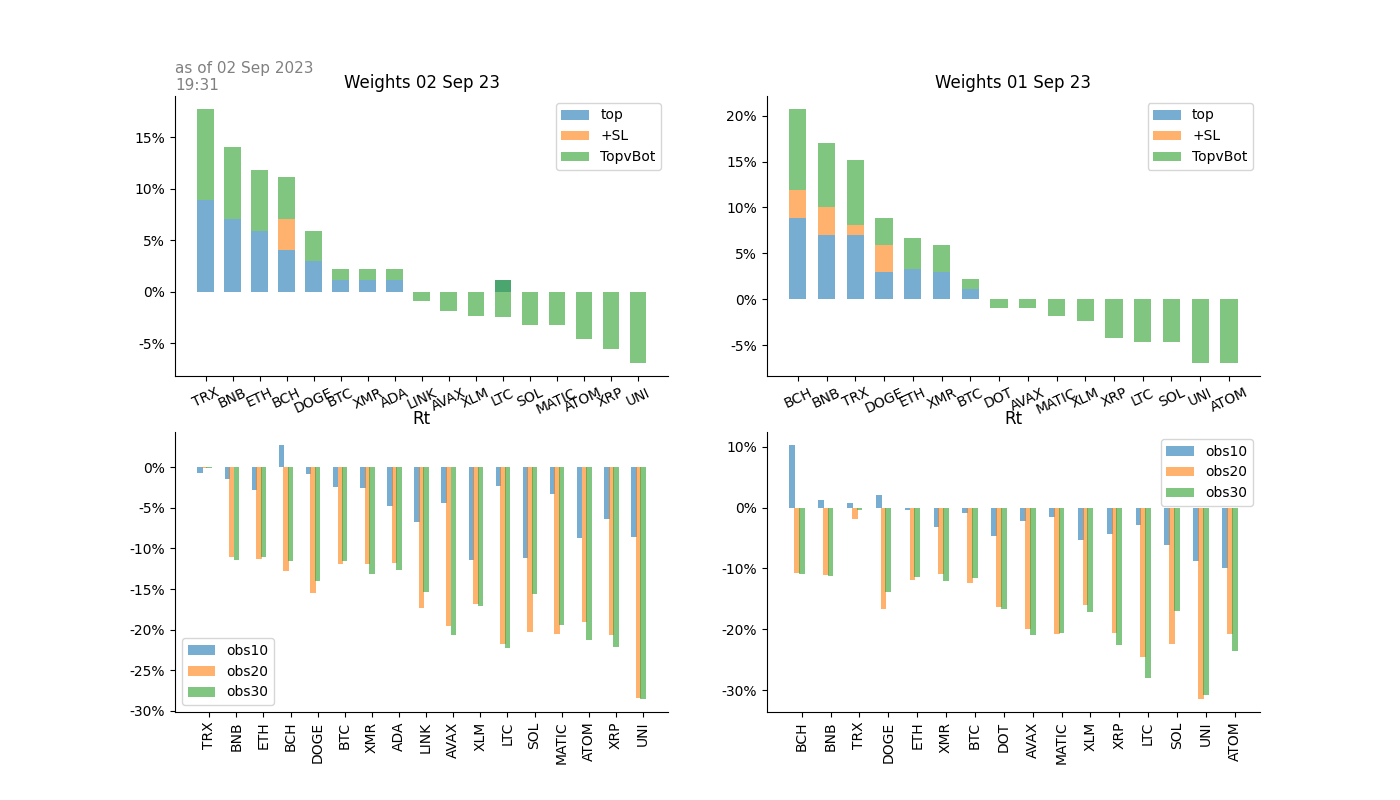 as of 02 Sep 2023
19:31
Weights 02 Sep 23
15%
10%
5%
0%
-5%
top
+SL
TopvBot
TRX BNB ETH BCH DOGE BTC XMR ADA LINK AVAX XLM LTC SOL MATIC ATOM XRP UNI
Weights 01 Sep 23
20%
15%
10%
5%
0%
-5%
top
+SL
TopvBot
BCH BNB TRX DOGE ETH XMR BTC DOT AVAX MATIC XLM XRP LTC SOL UNI ATOM
Rt
0%
-5%
-10%
-15%
-20%
-25%
-30%
obs10
obs20
obs30
TRX BNB ETH BCH DOGE BTC XMR ADA LINK AVAX XLM LTC SOL MATIC ATOM XRP UNI
Rt
10%
0%
-10%
-20%
-30%
obs10
obs20
obs30
BCH BNB TRX DOGE ETH XMR BTC DOT AVAX MATIC XLM XRP LTC SOL UNI ATOM